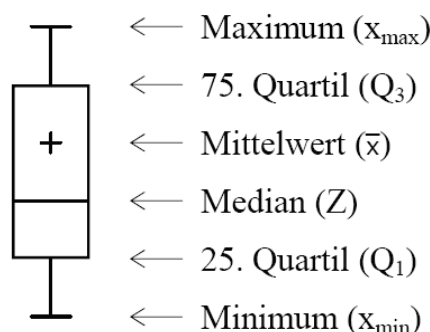 Maximum (xmax)
75. Quartil (Q3)
Mittelwert (x̅)
Median (Z)
25. Quartil (Q1)
Minimum (xmin)